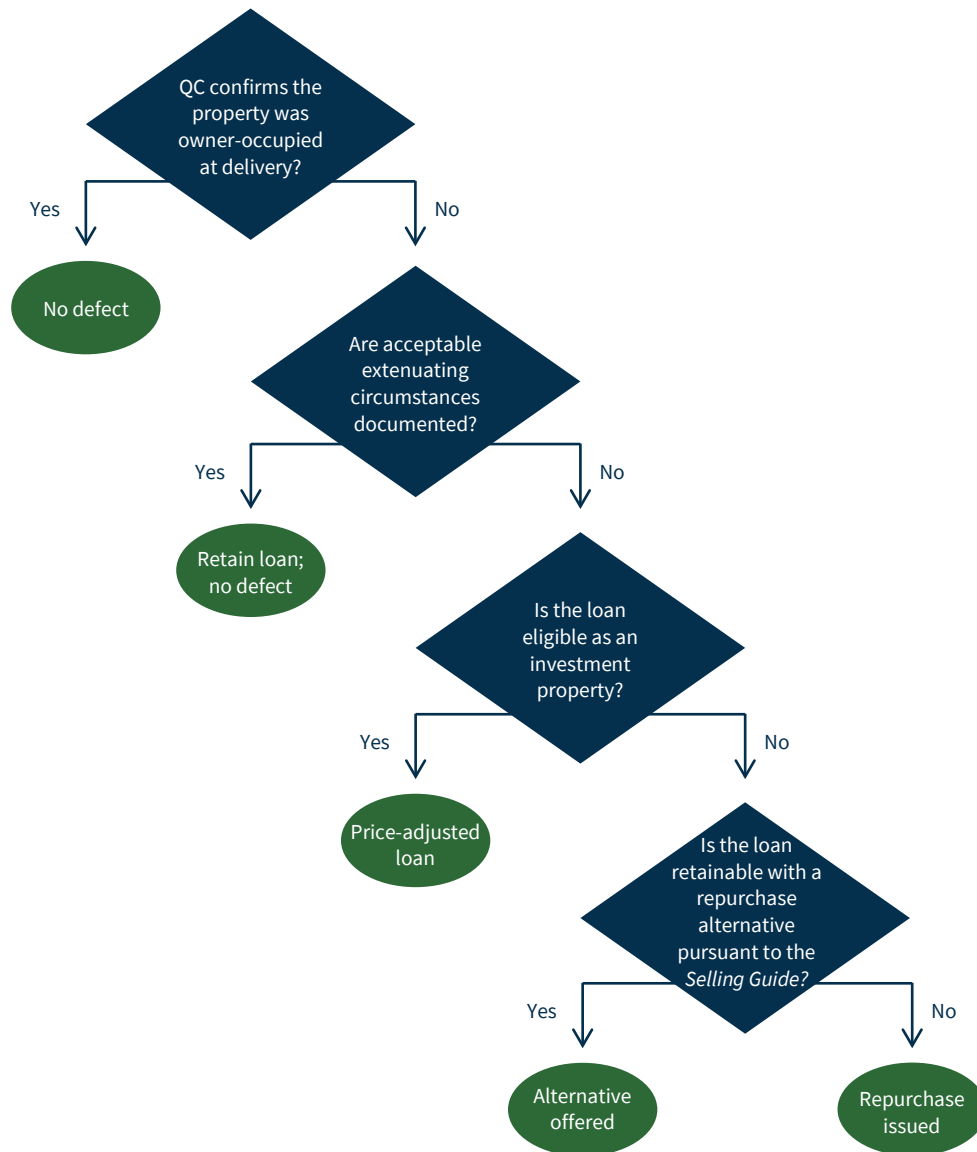 QC confirms the
property was
owner-occupied
at delivery?
Yes
No
No defect
Are acceptable
extenuating
circumstances
documented?
Yes
No
Retain loan;
no defect
Is the loan
eligible as an
investment
property?
Yes
No
Price-adjusted
loan
Is the loan
retainable with a
repurchase
alternative
pursuant to the
Selling Guide?
Yes
No
Alternative
offered
Repurchase
issued